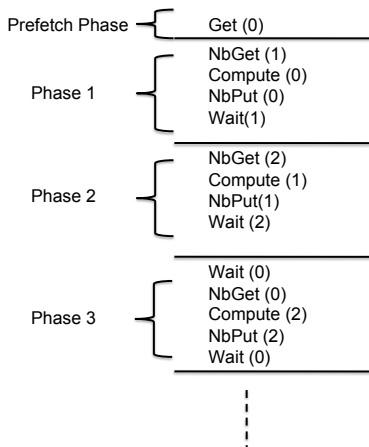 Prefetch Phase Get (0)
NbGet (1)
Compute (0)
Phase 1 NbPut (0)
Wait(1)
NbGet (2)
Compute (1)
Phase 2 NbPut(1)
Wait (2)
Wait (0)
NbGet (0)
Phase 3 Compute (2)
NbPut (2)
Wait (0)